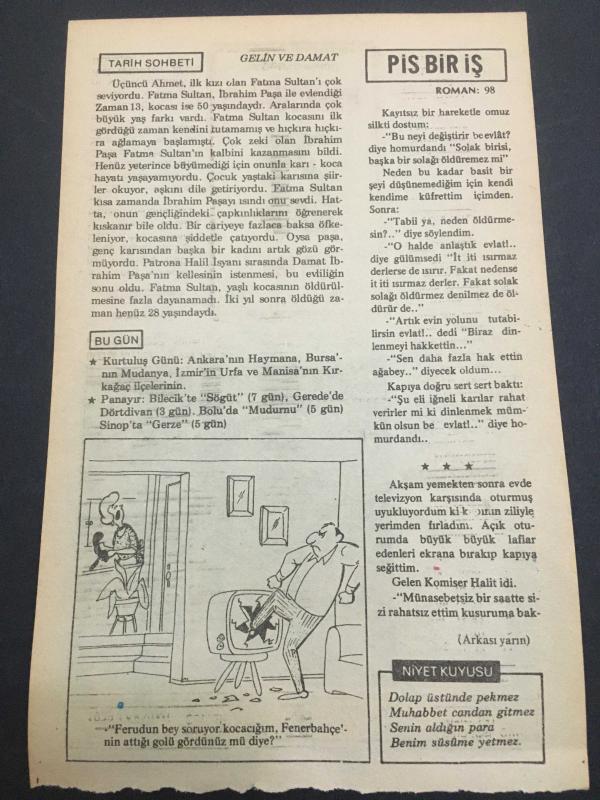 TARİH SOHBETİ
GELİN VE DAMAT
Üçüncü Ahmet, ilk kızı olan Fatma Sultan'ı çok
seviyordu. Fatma Sultan, İbrahim Paşa ile evlendiği
Zaman 13, kocası ise 50 yaşındaydı. Aralarında çok
büyük yaş farkı vardı. Fatma Sultan kocasını ilk
gördüğü zaman kendini tutamamış ve hıçkıra hıçkı-
ra ağlamaya başlamıştı. Çok zeki olan İbrahim
Paşa Fatma Sultan'ın kalbini kazanmasını bildi.
Henüz yeterince büyümediği için onunla karı - koca
hayatı yaşayamıyordu. Çocuk yaştaki karısına şiir-
ler okuyor, aşkını dile getiriyordu. Fatma Sultan
kısa zamanda İbrahim Paşayı ısındı onu sevdi. Hat-
ta, onun gençliğindeki çapkınlıklarını öğrenerek
kıskanır bile oldu. Bir cariyeye fazlaca baksa öfke-
leniyor, kocasına şiddetle çatıyordu. Oysa paşa,
genç karısından başka bir kadını artık gözü gör-
müyordu. Patrona Halil İsyanı sırasında Damat İb-
rahim Paşa'nın kellesinin istenmesi, bu evliliğin
sonu oldu. Fatma Sultan, yaşlı kocasının öldürül-
mesine fazla dayanamadı. İki yıl sonra öldüğü za-
man henüz 28 yaşındaydı.
BU GÜN
★ Kurtuluş Günü: Ankara'nın Haymana, Bursa'-
nın Mudanya, İzmir'in Urfa ve Manisa'nın Kır-
kağaç ilçelerinin.
★ Panayır: Bilecik'te "Sögüt" (7 gün), Gerede'de
Dörtdivan (3 gün). Bolu'da "Mudurnu" (5 gün)
Sinop'ta "Gerze" (5 gün)
-"Ferudun bey soruyor kocacığım, Fenerbahçe'-
nin attığı golü gördünüz mü diye?"
PİS BİR İŞ
ROMAN: 98
Kayıtsız bir hareketle omuz
silkti dostum:
-"Bu neyi değiştirir be evlât?
diye homurdandı "Solak birisi,
başka bir solağı öldüremez mi"
Neden bu kadar basit bir
şeyi düşünemediğim için kendi
kendime küfrettim içimden.
Sonra:
-"Tabii ya, neden öldürme-
sin?.." diye söylendim.
-"O halde anlaştık evlat!..
diye gülümsedi "İt iti ısırmaz
derlerse de ısırır. Fakat nedense
it iti ısırmaz derler. Fakat solak
solağı öldürmez denilmez de öl-
dürür de.."
-"Artık evin yolunu tutabi-
lirsin evlat!.. dedi "Biraz din-
lenmeyi hakkettin..."
-"Sen daha fazla hak ettin
ağabey.." diyecek oldum...
Kapıya doğru sert sert baktı:
-"Şu eli iğneli karılar rahat
verirler mi ki dinlenmek müm-
kün olsun be evlat!.." diye ho-
murdandı..
★ ★ ★
Akşam yemekten sonra evde
televizyon karşısında oturmuş
uyukluyordum ki k pının ziliyle
yerimden fırladım. Açık otu-
rumda büyük büyük laflar
edenleri ekrana bırakıp kapıya
seğittim.
Gelen Komiser Halit idi.
-"Münasebetsiz bir saatte si-
zi rahatsız ettim kusuruma bak-
(Arkası yarın)
NİYET KUYUSU
Dolap üstünde pekmez
Muhabbet candan gitmez
Senin aldığın para
Benim süsüme yetmez.